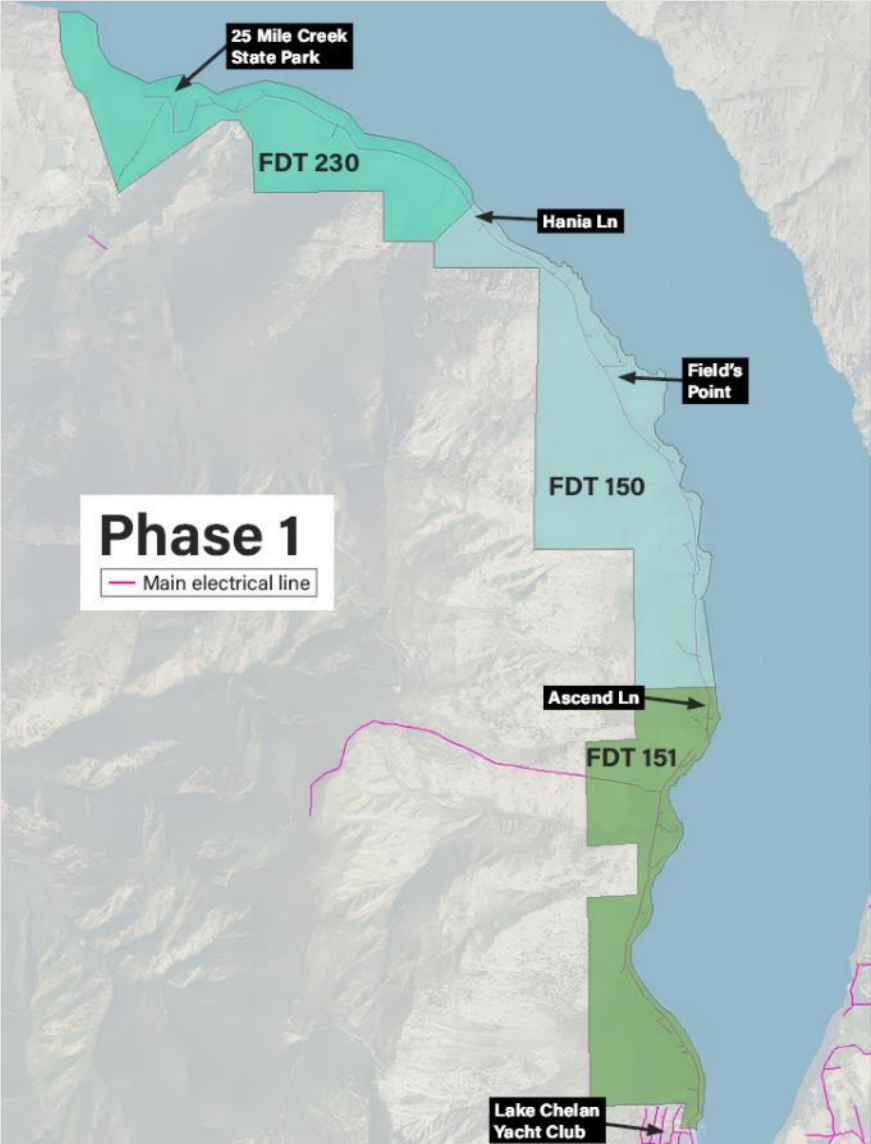 25 Mile Creek
State Park
FDT 230
Hania Ln
Field's
Point
FDT 150
Phase 1
Main electrical line
Ascend Ln
FDT 151
Lake Chelan
Yacht Club